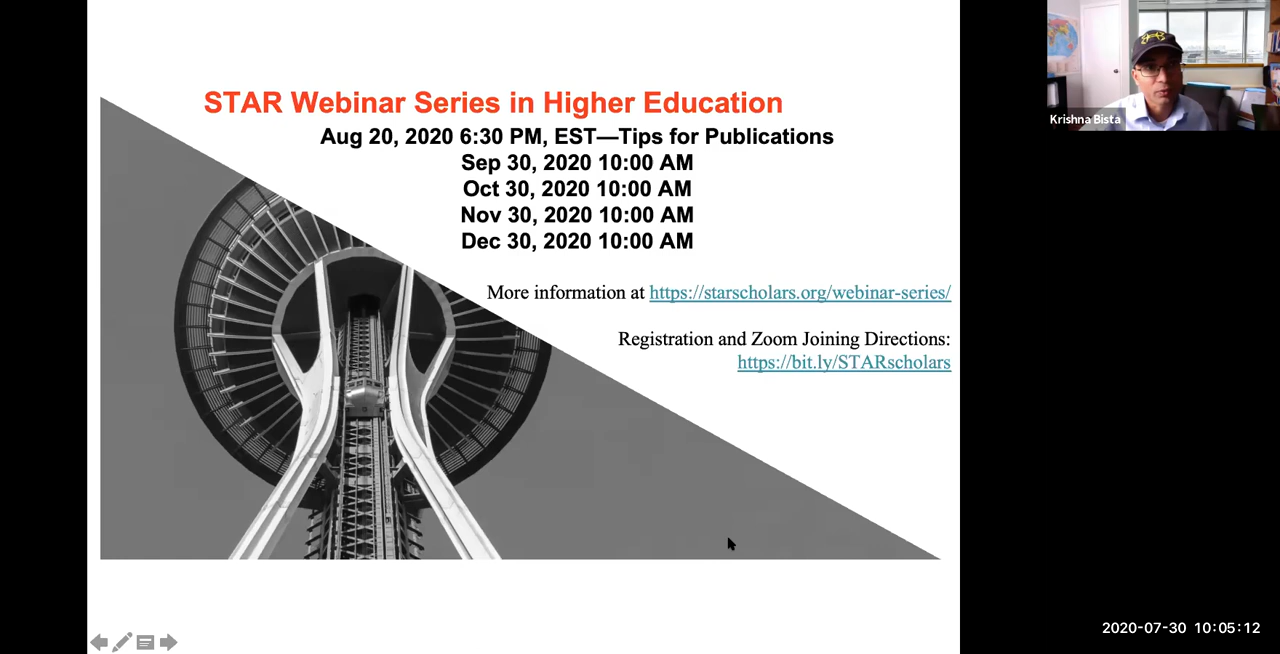 STAR Webinar Series in Higher Education
Aug 20, 2020 6:30 PM, EST—Tips for Publications
Sep 30, 2020 10:00 AM
Oct 30, 2020 10:00 AM
Nov 30, 2020 10:00 AM
Dec 30, 2020 10:00 AM
More information at https://starscholars.org/webinar-series/
Registration and Zoom Joining Directions:
https://bit.ly/STARscholars
Krishna Bista
2020-07-30 10:05:12